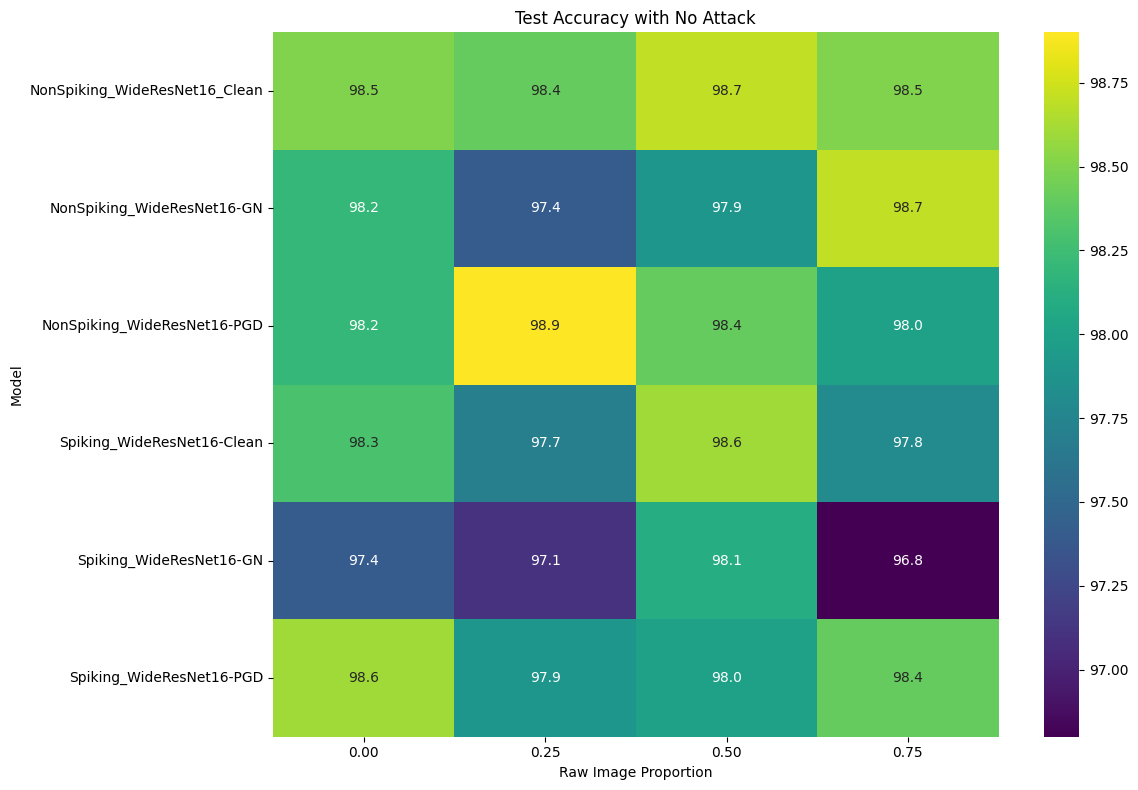 Test Accuracy with No Attack
Model
NonSpiking_WideResNet16_Clean 98.5 98.4 98.7 98.5
NonSpiking_WideResNet16-GN 98.2 97.4 97.9 98.7
NonSpiking_WideResNet16-PGD 98.2 98.9 98.4 98.0
Spiking_WideResNet16-Clean 98.3 97.7 98.6 97.8
Spiking_WideResNet16-GN 97.4 97.1 98.1 96.8
Spiking_WideResNet16-PGD 98.6 97.9 98.0 98.4
0.00 0.25 0.50 0.75
Raw Image Proportion
98.75
98.50
98.25
98.00
97.75
97.50
97.25
97.00